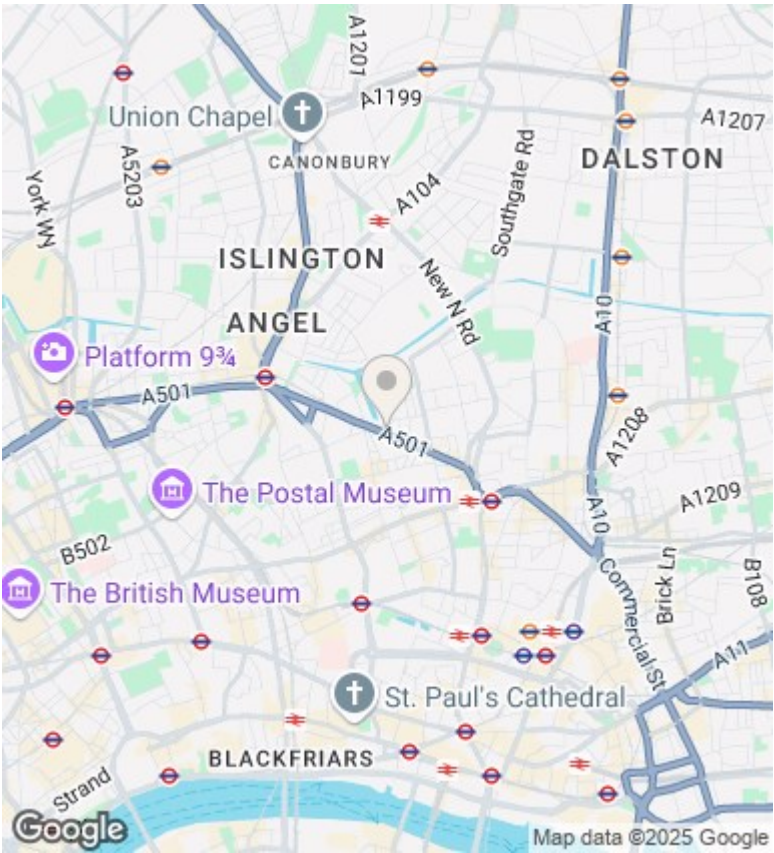 A1201
Union Chapel
A1199
A1207
CANONBURY
DALSTON
A5203
A104
Southgate Rd
York WY
ISLINGTON
New N Rd
ANGEL
A10
Platform 9¾
A501
A501
A1208
The Postal Museum
A1209
A10
B502
Commercial St
Brick Ln
B108
The British Museum
A11
St. Paul's Cathedral
BLACKFRIARS
Strand
Google
Map data ©2025 Google